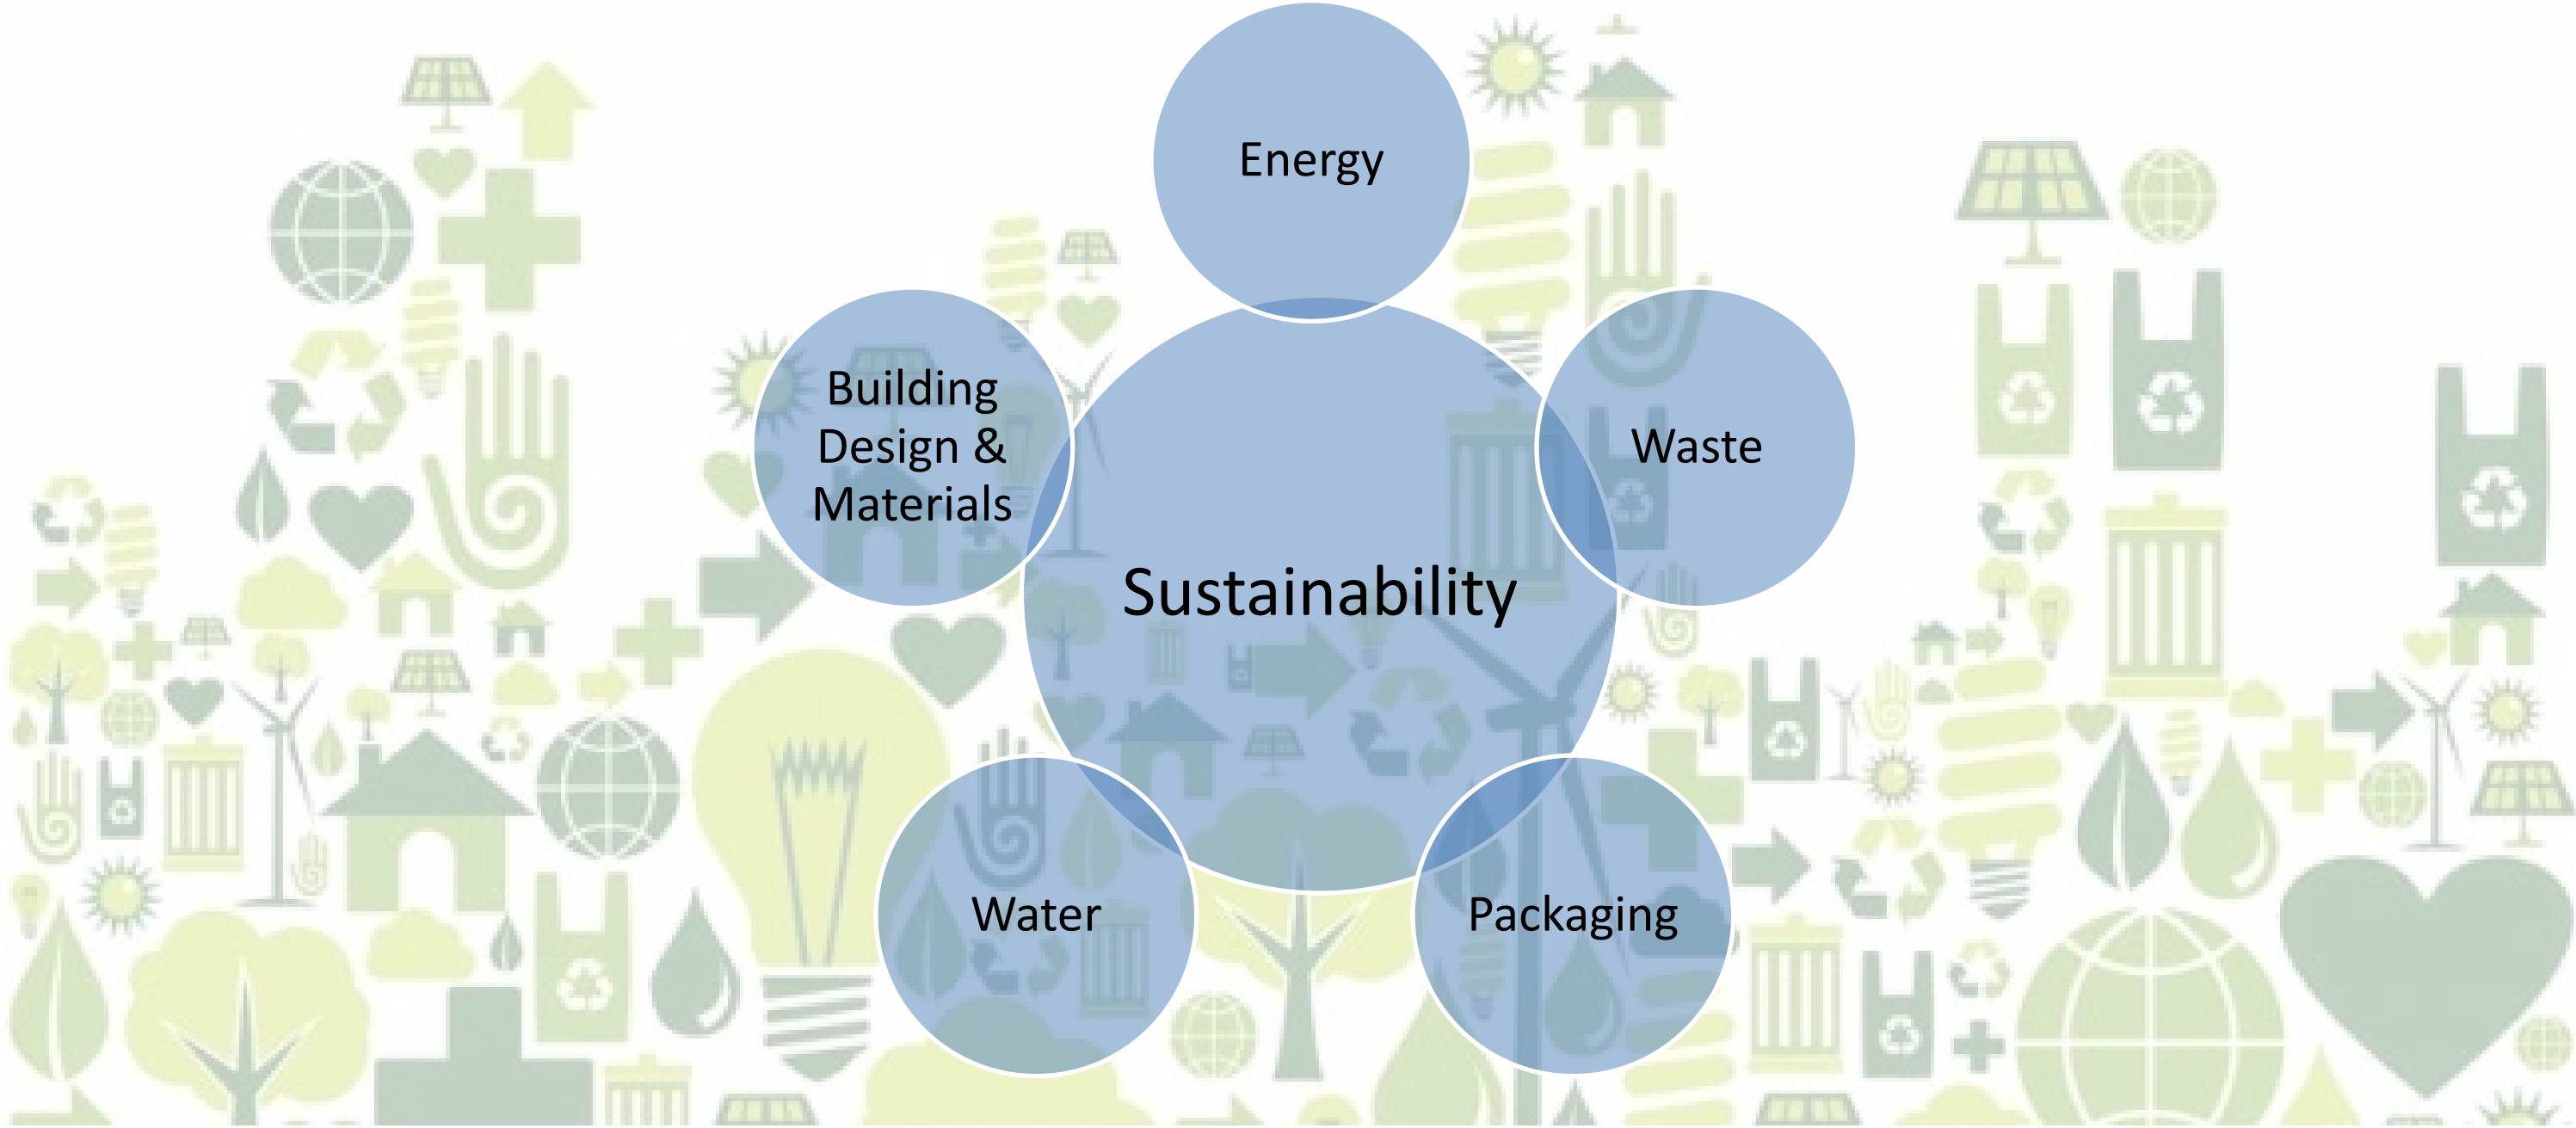 Energy
Building
Design &
Materials
Waste
Sustainability
Water
Packaging